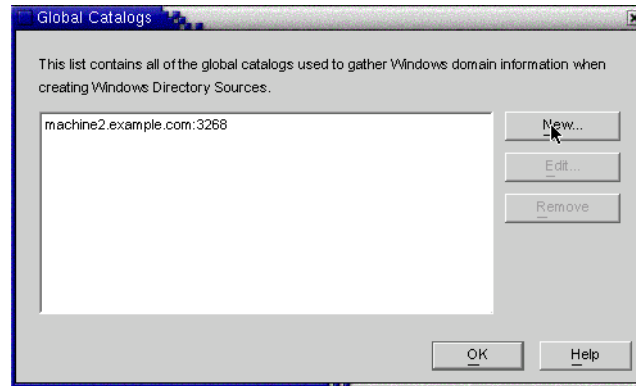 Global Catalogs
This list contains all of the global catalogs used to gather Windows domain information when
creating Windows Directory Sources.
machine2.example.com:3268
New...
Edit...
Remove
OK
Help